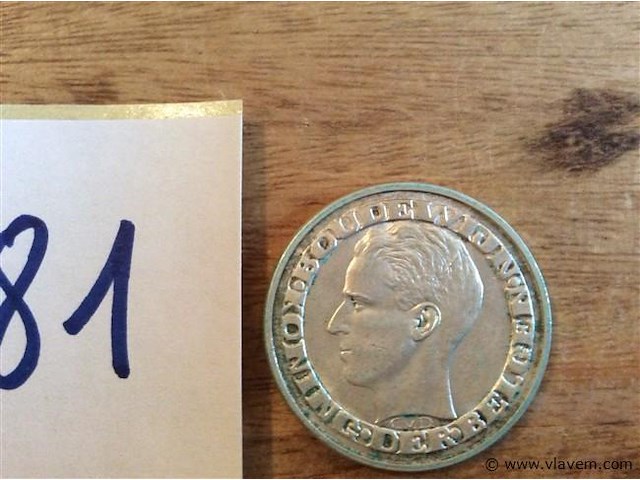 81
BOUDEWIJN KONING DER BELGEN
© www.vlavem.com